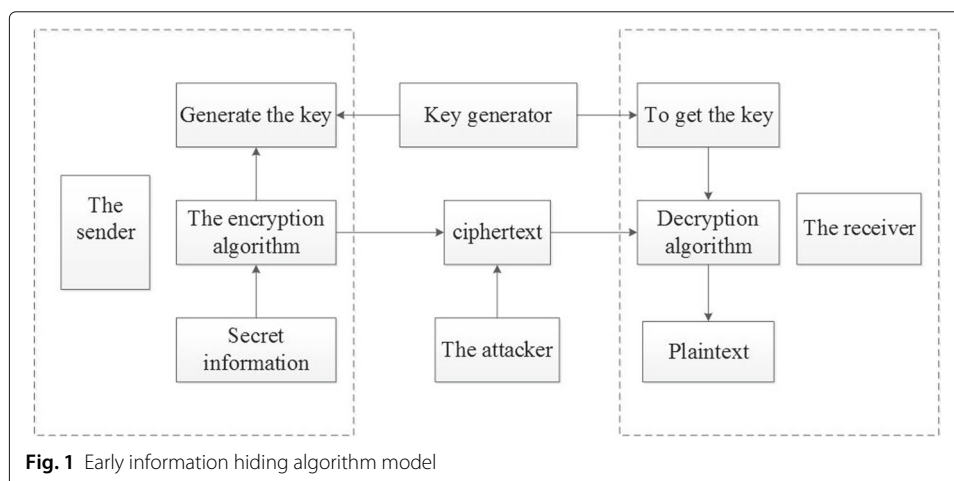 Generate the key
Key generator
To get the key
The
sender
The encryption
algorithm
ciphertext
Decryption
algorithm
The receiver
Secret
information
The attacker
Plaintext
Fig. 1 Early information hiding algorithm model